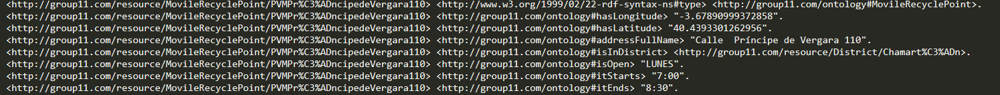 <http://group11.com/resource/MovileRecyclePoint/PVMPr%C3%ADncipedeVergara110> <http://www.w3.org/1999/02/22-rdf-syntax-ns#type> <http://group11.com/ontology#MovileRecyclePoint>.
<http://group11.com/resource/MovileRecyclePoint/PVMPr%C3%ADncipedeVergara110> <http://group11.com/ontology#hasLongitude> "-3.67890999372858".
<http://group11.com/resource/MovileRecyclePoint/PVMPr%C3%ADncipedeVergara110> <http://group11.com/ontology#hasLatitude> "40.4393301262956".
<http://group11.com/resource/MovileRecyclePoint/PVMPr%C3%ADncipedeVergara110> <http://group11.com/ontology#addressFullName> "Calle  Príncipe de Vergara 110".
<http://group11.com/resource/MovileRecyclePoint/PVMPr%C3%ADncipedeVergara110> <http://group11.com/ontology#isInDistrict> <http://group11.com/resource/District/Chamart%C3%ADn>.
<http://group11.com/resource/MovileRecyclePoint/PVMPr%C3%ADncipedeVergara110> <http://group11.com/ontology#isOpen> "LUNES".
<http://group11.com/resource/MovileRecyclePoint/PVMPr%C3%ADncipedeVergara110> <http://group11.com/ontology#itStarts> "7:00".
<http://group11.com/resource/MovileRecyclePoint/PVMPr%C3%ADncipedeVergara110> <http://group11.com/ontology#itEnds> "8:30".